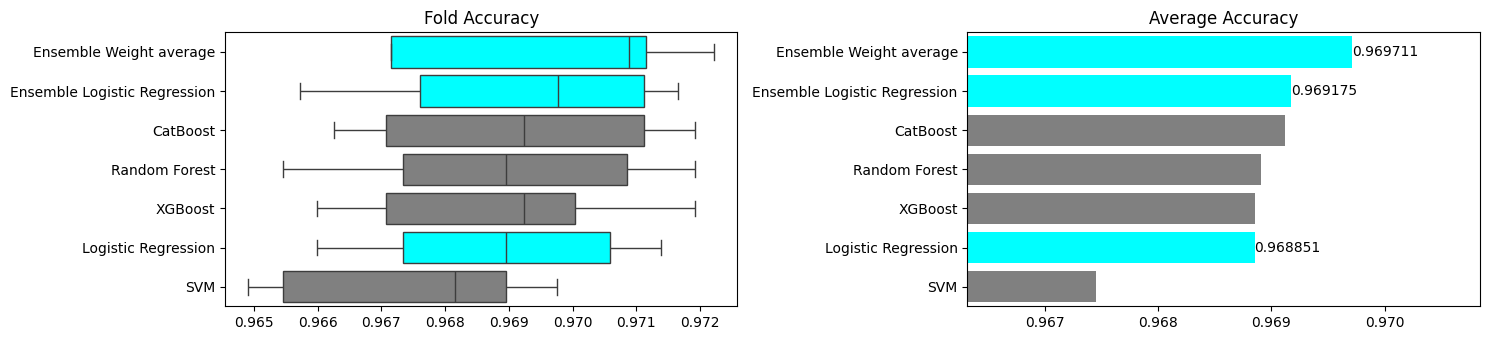 Fold Accuracy
Ensemble Weight average
Ensemble Logistic Regression
CatBoost
Random Forest
XGBoost
Logistic Regression
SVM
0.965 0.966 0.967 0.968 0.969 0.970 0.971 0.972
Average Accuracy
Ensemble Weight average 0.969711
Ensemble Logistic Regression 0.969175
CatBoost
Random Forest
XGBoost
Logistic Regression 0.968851
SVM
0.967 0.968 0.969 0.970